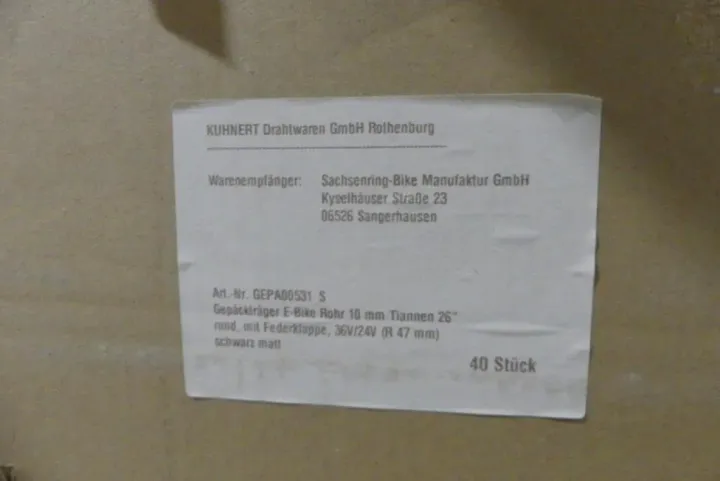 KUHNERT Drahtwaren GmbH Rothenburg
Warenempfänger: Sachsenring-Bike Manufaktur GmbH
Kyselhäuser Straße 23
06526 Sangerhausen
Art.-Nr. GEPA00531 S
Gepäckträger E-Bike Rohr 10 mm Tiannen 26"
rund, mit Federklappe, 36V/24V (R 47 mm)
schwarz matt
40 Stück